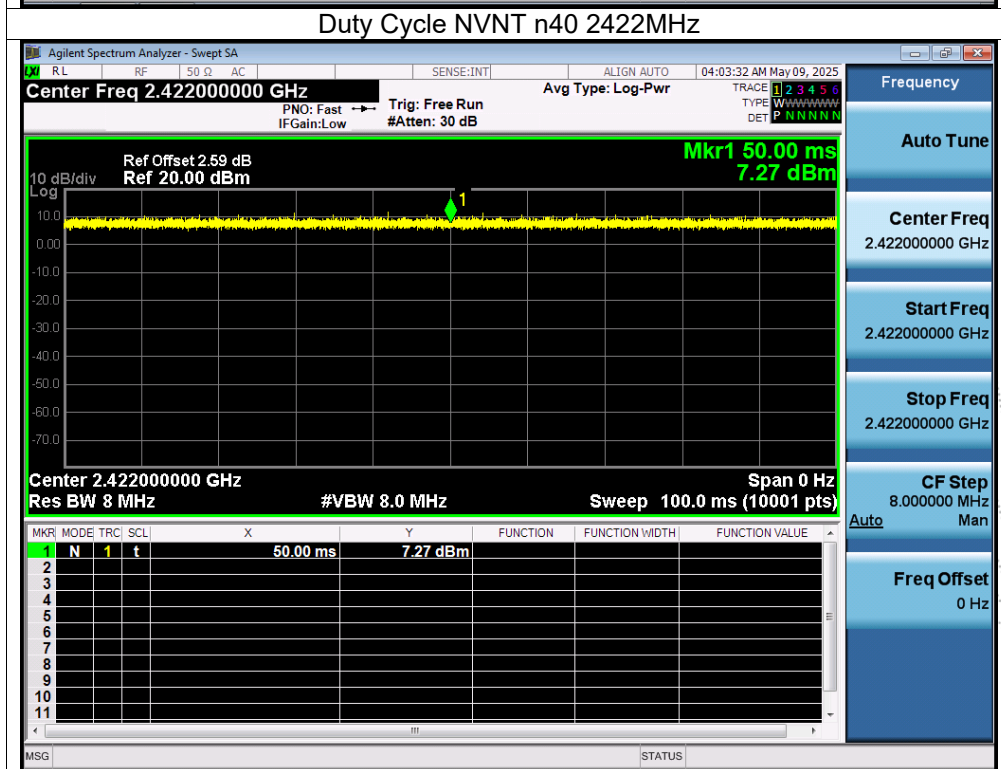 Duty Cycle NVNT n40 2422MHz
Agilent Spectrum Analyzer - Swept SA
LXI RL RF 50 Ω AC SENSE:INT ALIGN AUTO 04:03:32 AM May 09, 2025
Center Freq 2.422000000 GHz
PNO: Fast
IFGain:Low
Trig: Free Run
#Atten: 30 dB
Avg Type: Log-Pwr
TRACE 1 2 3 4 5 6
TYPE WWWWWW
DET P N N N N N
Frequency
Auto Tune
Center Freq
2.422000000 GHz
Start Freq
2.422000000 GHz
Stop Freq
2.422000000 GHz
CF Step
8.000000 MHz
Auto Man
Freq Offset
0 Hz
Mkr1 50.00 ms
7.27 dBm
Ref Offset 2.59 dB
10 dB/div Ref 20.00 dBm
Log
1
10.0
0.00
-10.0
-20.0
-30.0
-40.0
-50.0
-60.0
-70.0
Center 2.422000000 GHz Span 0 Hz
Res BW 8 MHz #VBW 8.0 MHz Sweep 100.0 ms (10001 pts)
MKR MODE TRC SCL X Y FUNCTION FUNCTION WIDTH FUNCTION VALUE
1 N 1 t 50.00 ms 7.27 dBm
2
3
4
5
6
7
8
9
10
11
MSG STATUS